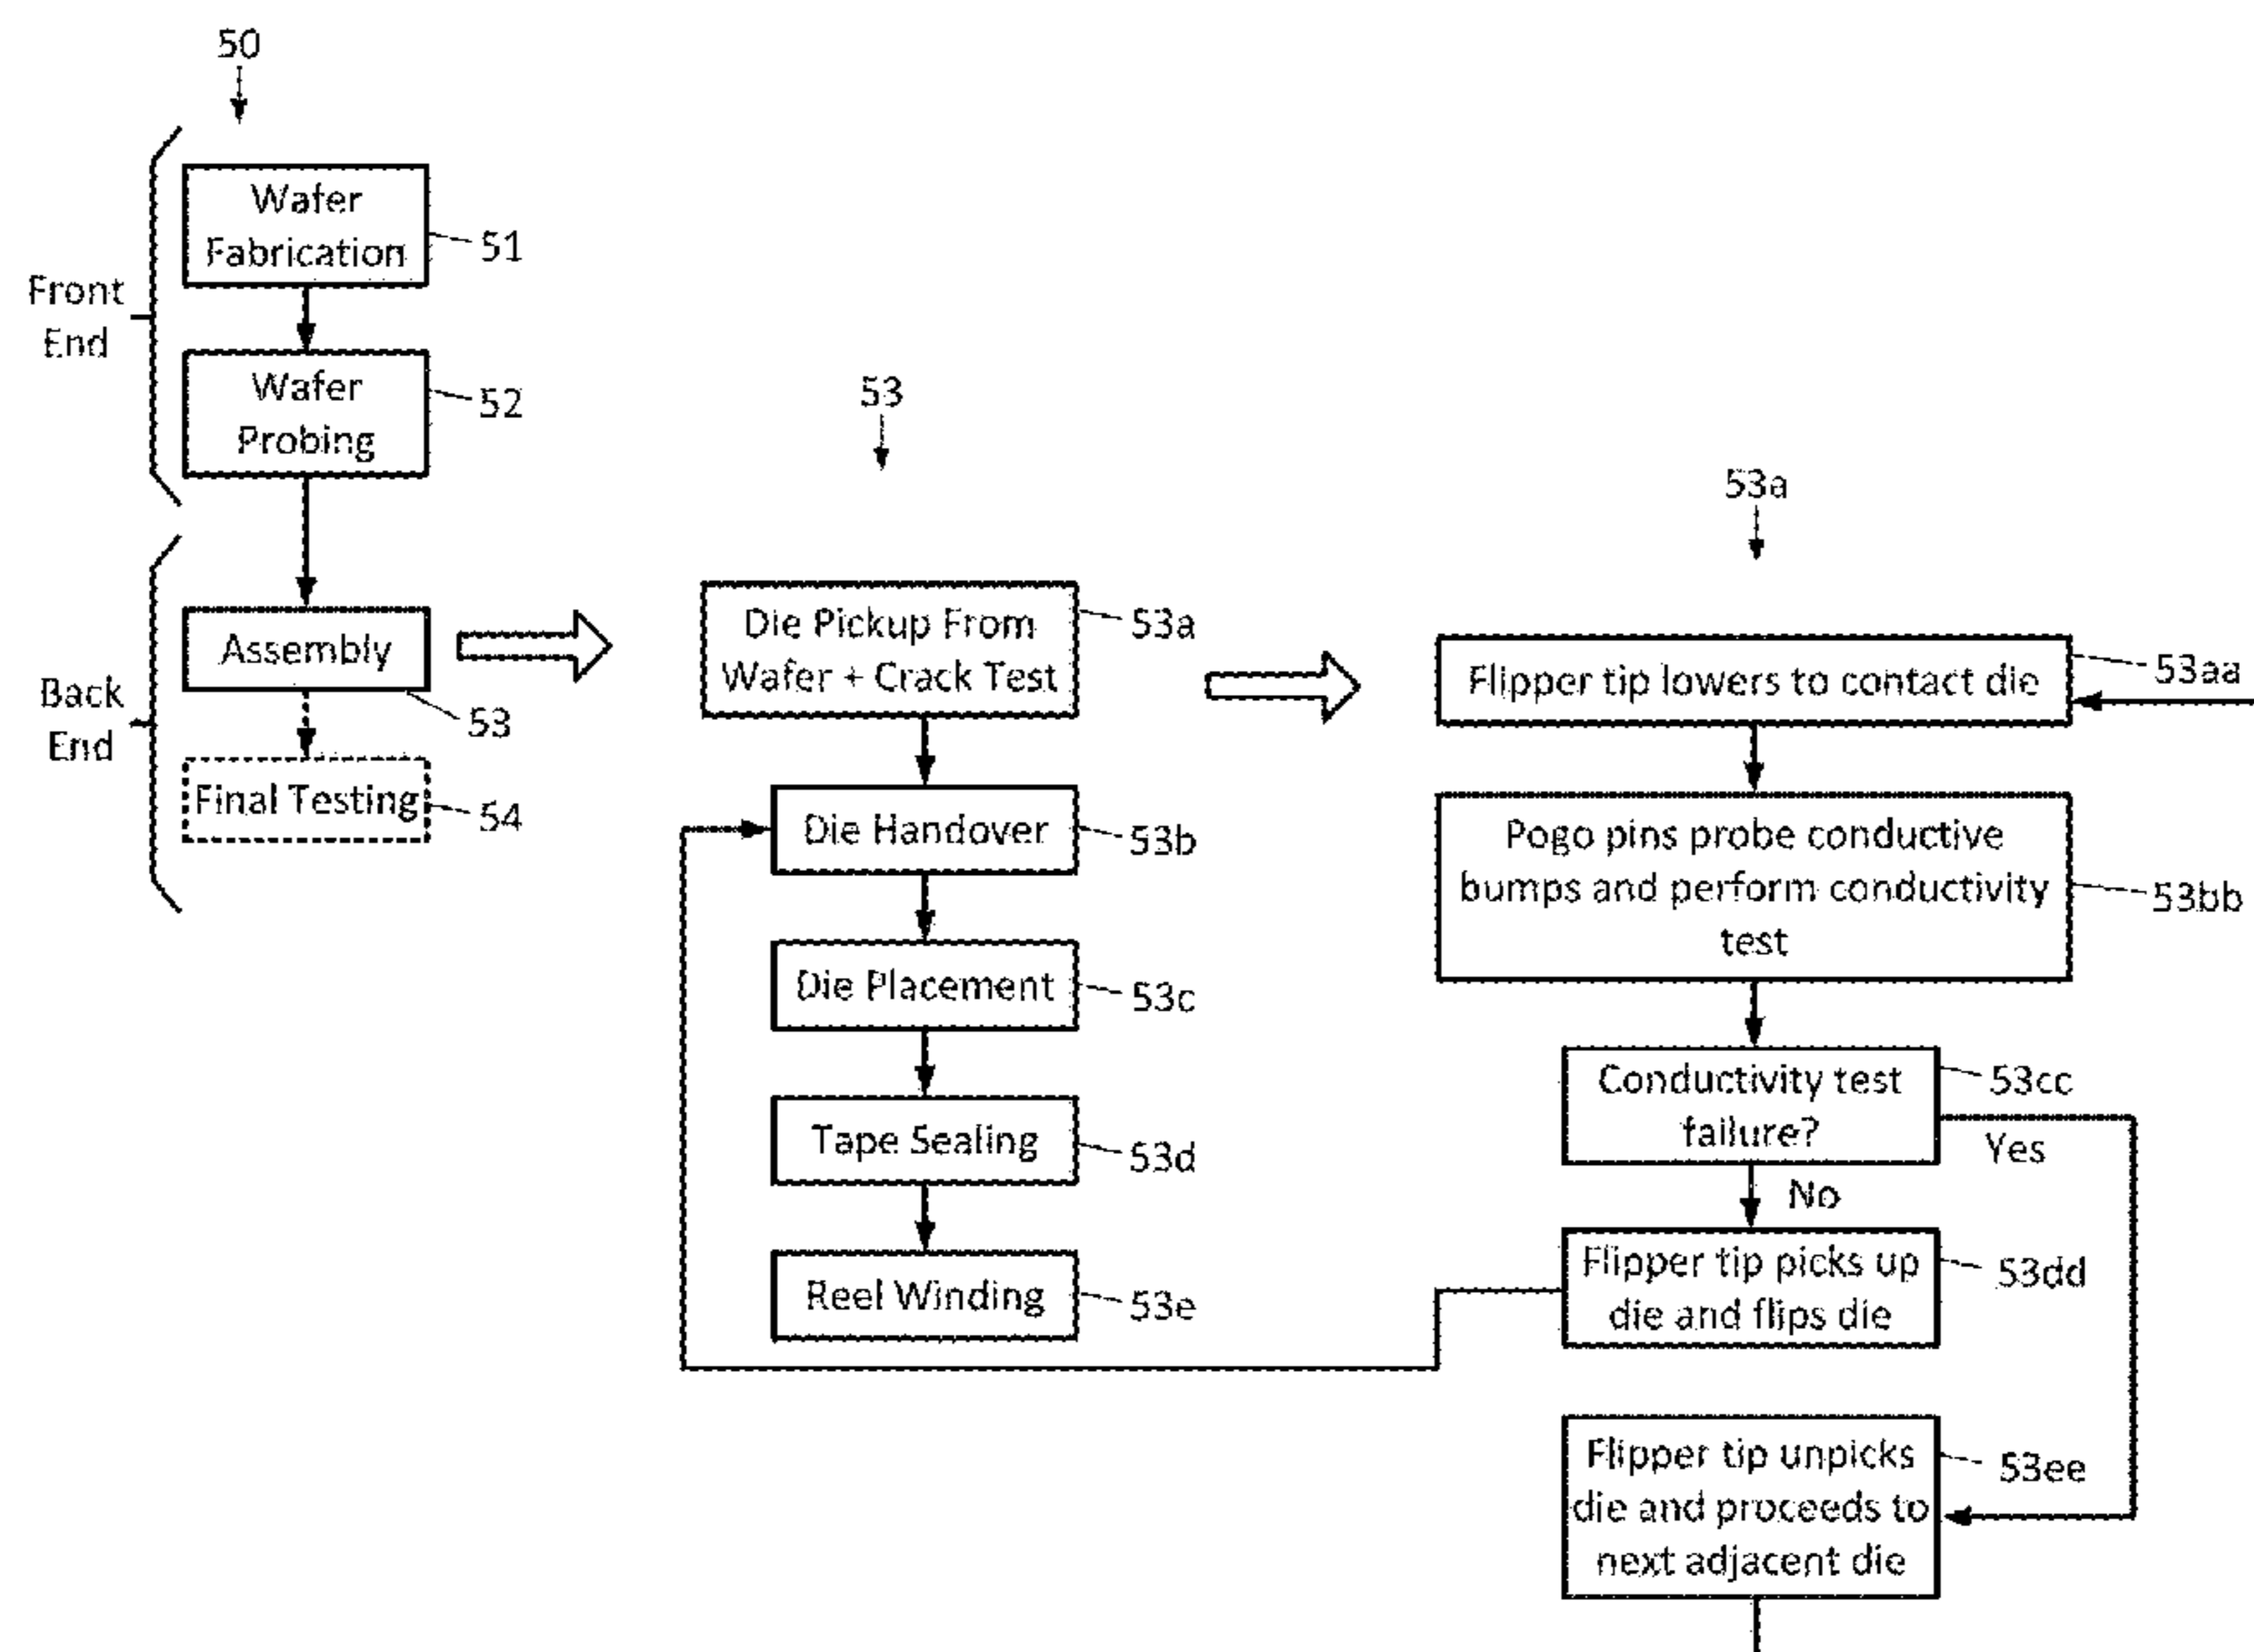 50
Wafer
Fabrication
51
Front
End
Wafer
Probing
52
Assembly
53
Back
End
Final Testing
54
53
Die Pickup From
Wafer + Crack Test
53a
Die Handover
53b
Die Placement
53c
Tape Sealing
53d
Reel Winding
53e
53a
Flipper tip lowers to contact die
53aa
Pogo pins probe conductive
bumps and perform conductivity
test
53bb
Conductivity test
failure?
53cc
Yes
No
Flipper tip picks up
die and flips die
53dd
Flipper tip unpicks
die and proceeds to
next adjacent die
53ee